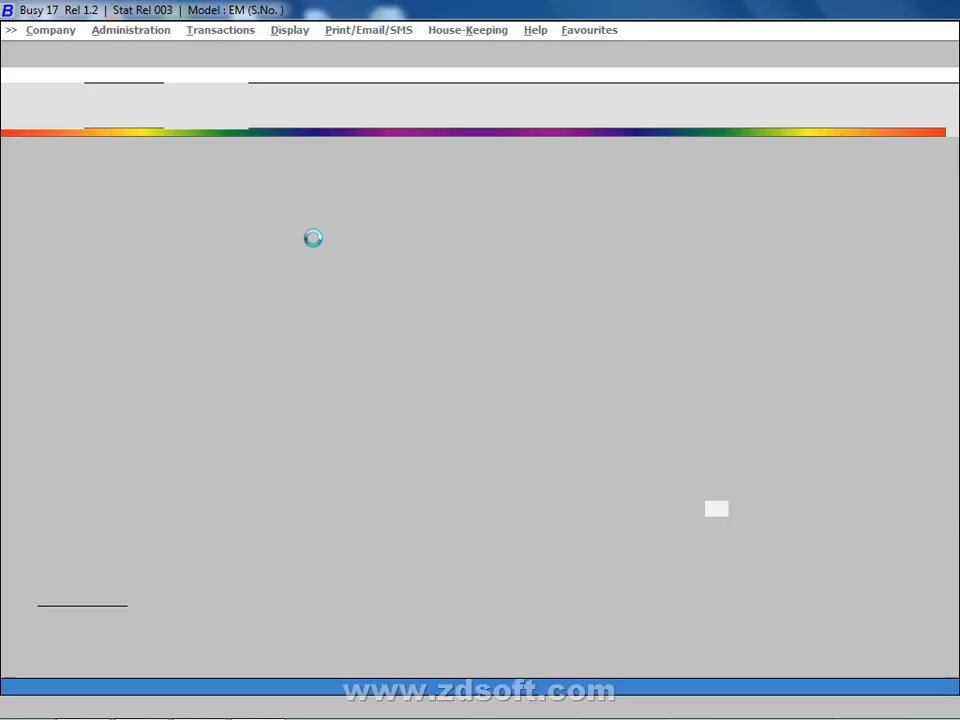 B Busy 17 Rel 1.2 | Stat Rel 003 | Model : EM (S.No. )
>> Company Administration Transactions Display Print/Email/SMS House-Keeping Help Favourites
www.zdsoft.com